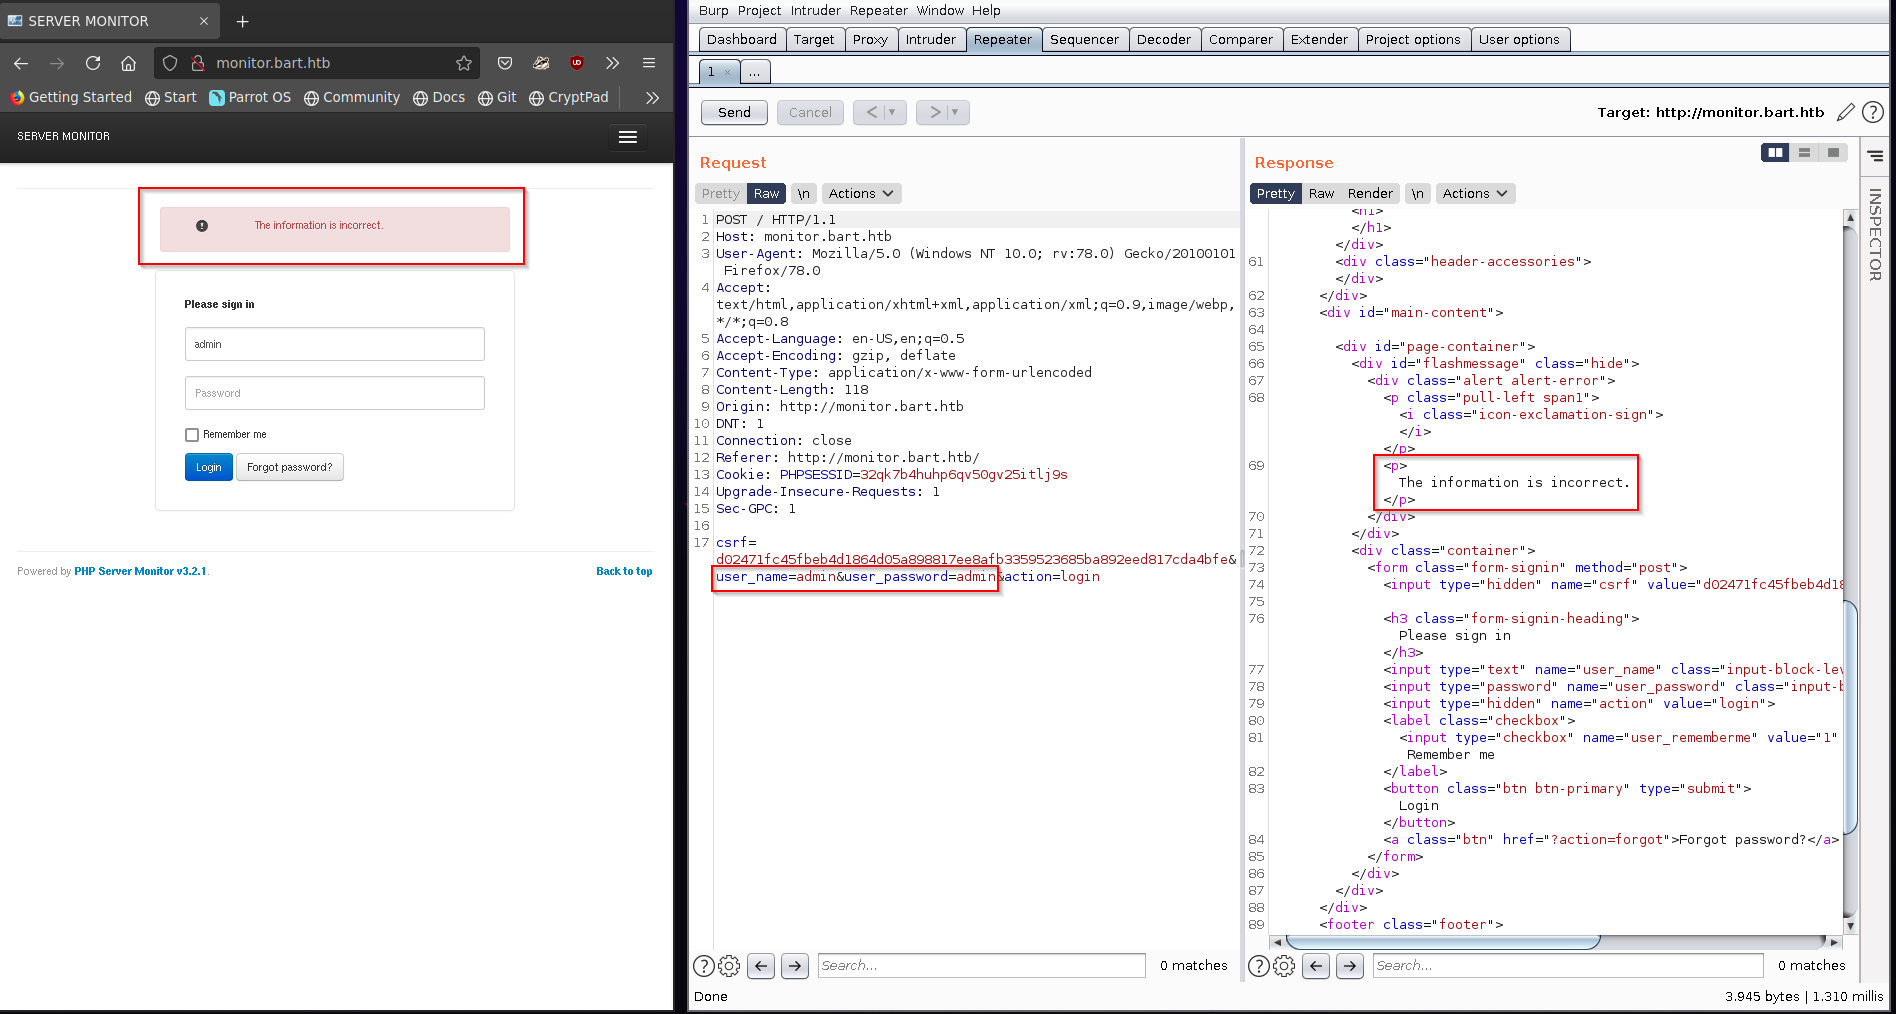 SERVER MONITOR
monitor.bart.htb
Getting Started Start Parrot OS Community Docs Git CryptPad
SERVER MONITOR
The information is incorrect.
Please sign in
admin
Password
Remember me
Login Forgot password?
Powered by PHP Server Monitor v3.2.1.
Back to top
Burp Project Intruder Repeater Window Help
Dashboard Target Proxy Intruder Repeater Sequencer Decoder Comparer Extender Project options User options
1 × ...
Send Cancel < > Target: http://monitor.bart.htb
Request
Pretty Raw \n Actions
1 POST / HTTP/1.1
2 Host: monitor.bart.htb
3 User-Agent: Mozilla/5.0 (Windows NT 10.0; rv:78.0) Gecko/20100101
Firefox/78.0
4 Accept:
text/html,application/xhtml+xml,application/xml;q=0.9,image/webp,
*/*;q=0.8
5 Accept-Language: en-US,en;q=0.5
6 Accept-Encoding: gzip, deflate
7 Content-Type: application/x-www-form-urlencoded
8 Content-Length: 118
9 Origin: http://monitor.bart.htb
10 DNT: 1
11 Connection: close
12 Referer: http://monitor.bart.htb/
13 Cookie: PHPSESSID=32qk7b4huhp6qv50gv25itlj9s
14 Upgrade-Insecure-Requests: 1
15 Sec-GPC: 1
16
17 csrf=
d02471fc45fbeb4d1864d05a898817ee8afb3359523685ba892eed817cda4bfe&
user_name=admin&user_password=admin&action=login
Search...
0 matches
Done
Response
Pretty Raw Render \n Actions
<h1>
</h1>
</div>
61 <div class="header-accessories">
</div>
62 </div>
63 <div id="main-content">
64
65 <div id="page-container">
66 <div id="flashmessage" class="hide">
67 <div class="alert alert-error">
68 <p class="pull-left span1">
<i class="icon-exclamation-sign">
</i>
</p>
69 <p>
The information is incorrect.
</p>
70 </div>
71 </div>
72 <div class="container">
73 <form class="form-signin" method="post">
74 <input type="hidden" name="csrf" value="d02471fc45fbeb4d18
75
76 <h3 class="form-signin-heading">
Please sign in
</h3>
77 <input type="text" name="user_name" class="input-block-lev
78 <input type="password" name="user_password" class="input-b
79 <input type="hidden" name="action" value="login">
80 <label class="checkbox">
81 <input type="checkbox" name="user_rememberme" value="1"
Remember me
82 </label>
83 <button class="btn btn-primary" type="submit">
Login
</button>
84 <a class="btn" href="?action=forgot">Forgot password?</a>
85 </form>
86 </div>
87 </div>
88 </div>
89 <footer class="footer">
Search...
0 matches
3.945 bytes | 1.310 millis
INSPECTOR